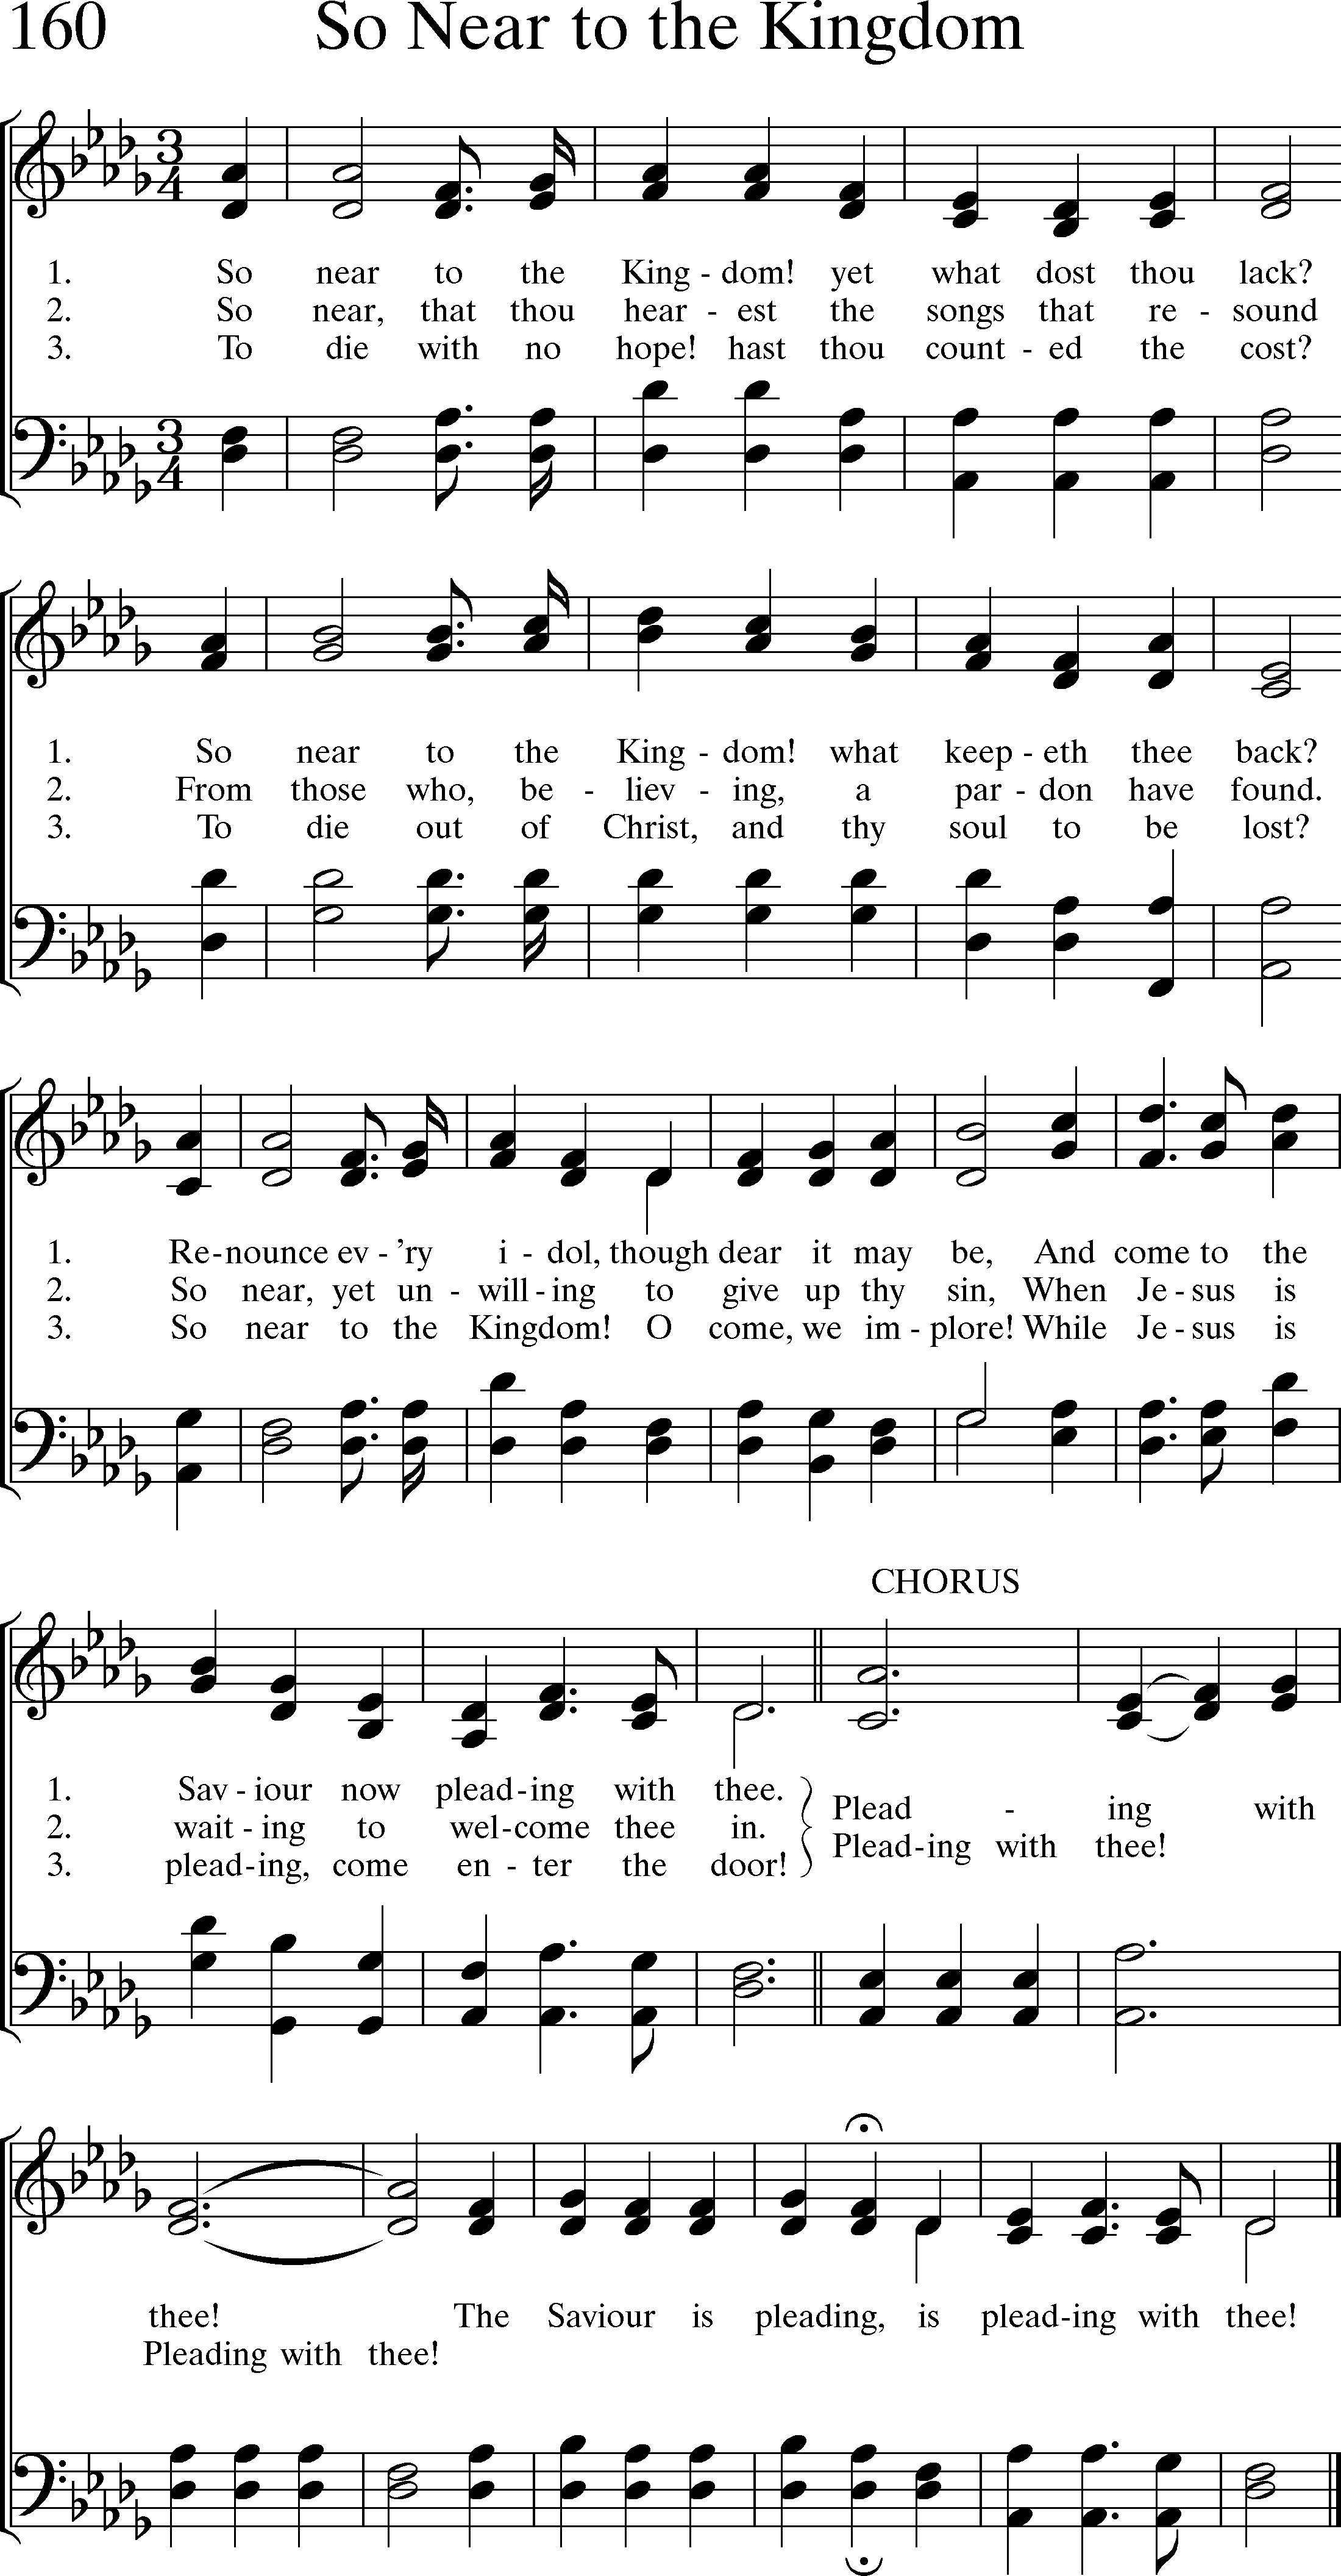 160 So Near to the Kingdom
1. So near to the King - dom! yet what dost thou lack?
2. So near, that thou hear - est the songs that re - sound
3. To die with no hope! hast thou count - ed the cost?
1. So near to the King - dom! what keep - eth thee back?
2. From those who, be - liev - ing, a par - don have found.
3. To die out of Christ, and thy soul to be lost?
1. Re - nounce ev - 'ry i - dol, though dear it may be, And come to the
2. So near, yet un - will - ing to give up thy sin, When Je - sus is
3. So near to the Kingdom! O come, we im - plore! While Je - sus is
CHORUS
1. Sav - iour now plead - ing with thee.
2. wait - ing to wel - come thee in.
3. plead - ing, come en - ter the door!
Plead - ing with
Plead - ing with thee!
thee! The Saviour is pleading, is plead - ing with thee!
Pleading with thee!